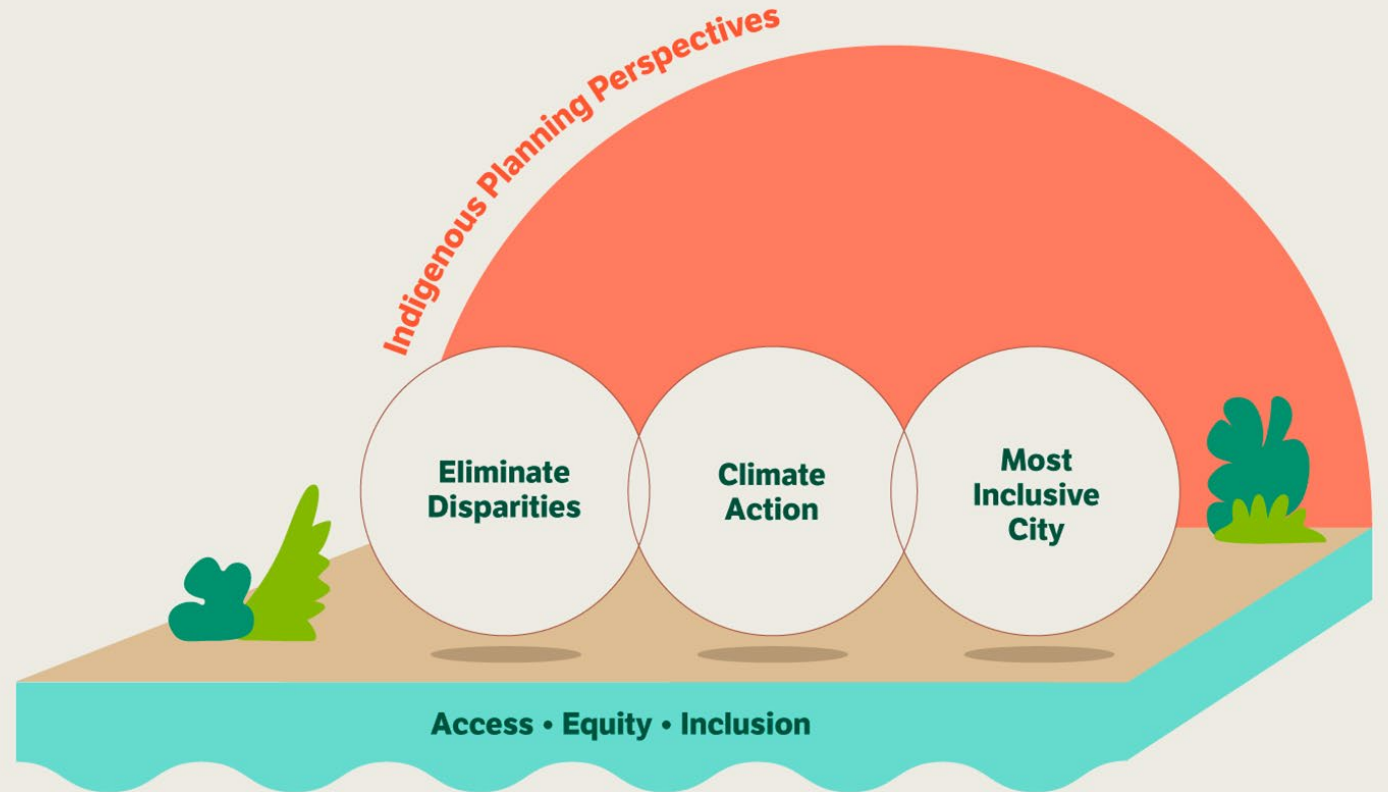 Indigenous Planning Perspectives
Eliminate
Disparities
Climate
Action
Most
Inclusive
City
Access • Equity • Inclusion